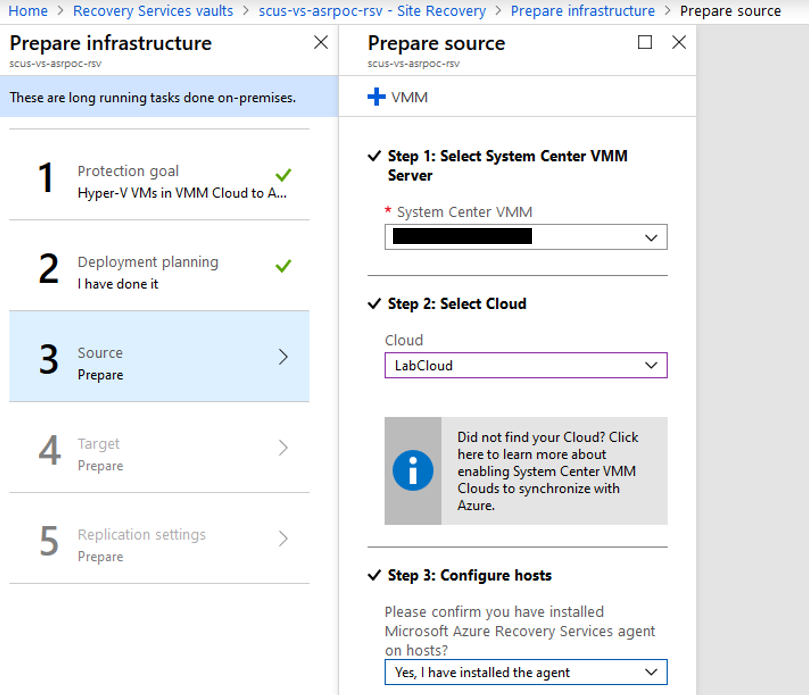 Home > Recovery Services vaults > scus-vs-asrpoc-rsv - Site Recovery > Prepare infrastructure > Prepare source
Prepare infrastructure
scus-vs-asrpoc-rsv
These are long running tasks done on-premises.
1
Protection goal
Hyper-V VMs in VMM Cloud to A...
2
Deployment planning
I have done it
3
Source
Prepare
4
Target
Prepare
5
Replication settings
Prepare
Prepare source
scus-vs-asrpoc-rsv
VMM
Step 1: Select System Center VMM
Server
* System Center VMM
Step 2: Select Cloud
Cloud
LabCloud
Did not find your Cloud? Click
here to learn more about
enabling System Center VMM
Clouds to synchronize with
Azure.
Step 3: Configure hosts
Please confirm you have installed
Microsoft Azure Recovery Services agent
on hosts?
Yes, I have installed the agent